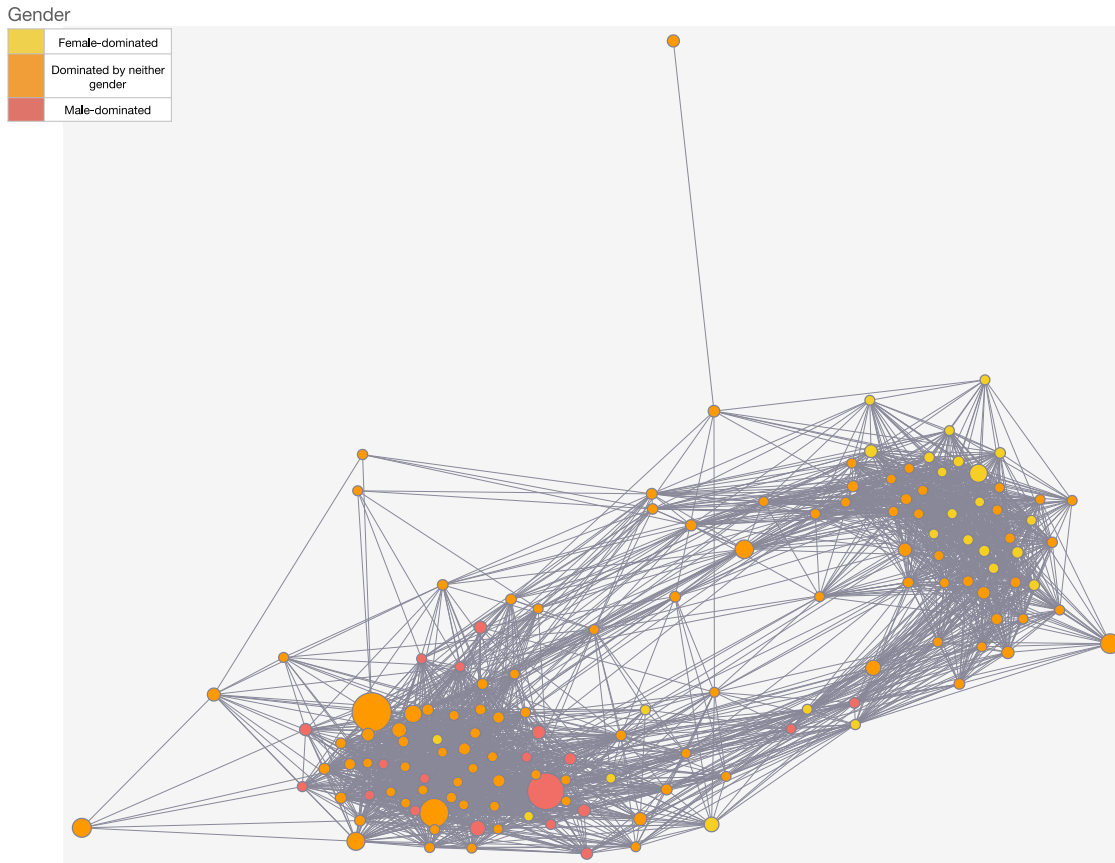 Gender
Female-dominated
Dominated by neither
gender
Male-dominated